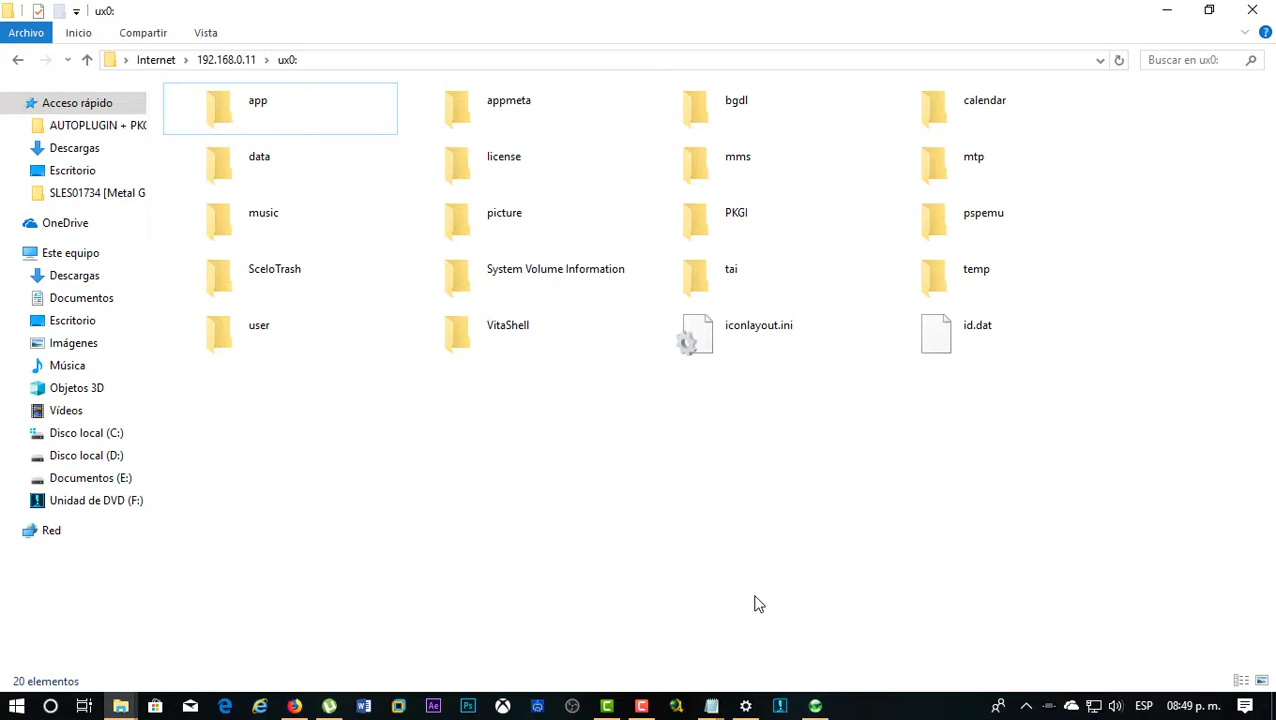 ux0:
Archivo Inicio Compartir Vista
Internet 192.168.0.11 ux0:
Buscar en ux0:
Acceso rápido
AUTOPLUGIN + PK
Descargas
Escritorio
SLES01734 [Metal G
OneDrive
Este equipo
Descargas
Documentos
Escritorio
Imágenes
Música
Objetos 3D
Vídeos
Disco local (C:)
Disco local (D:)
Documentos (E:)
Unidad de DVD (F:)
Red
app appmeta bgdl calendar
data license mms mtp
music picture PKGI pspemu
SceIoTrash System Volume Information tai temp
user VitaShell iconlayout.ini id.dat
20 elementos
Ae Ps ESP 08:49 p. m.